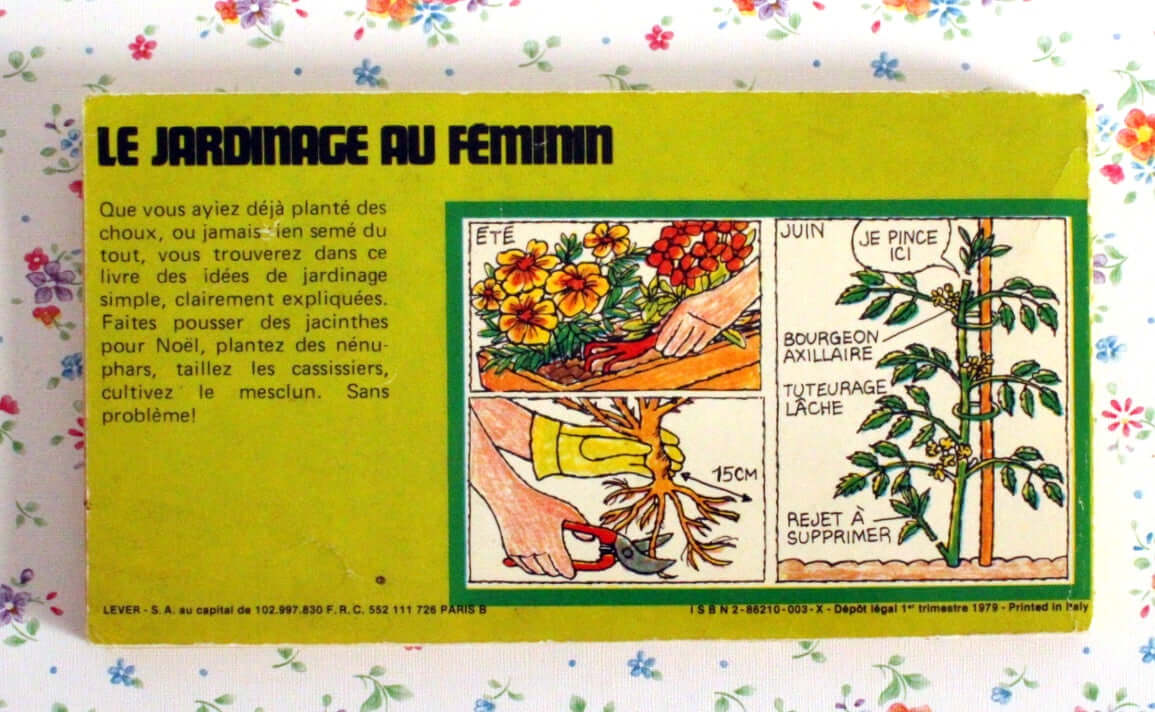 LE JARDINAGE AU FÉMININ
Que vous ayiez déjà planté des
choux, ou jamais ien semé du
tout, vous trouverez dans ce
livre des idées de jardinage
simple, clairement expliquées.
Faites pousser des jacinthes
pour Noël, plantez des nénu-
phars, taillez les cassissiers,
cultivez le mesclun. Sans
problème!
ÉTÉ
15CM
JUIN
JE PINCE
ICI
BOURGEON
AXILLAIRE
TUTEURAGE
LÂCHE
REJET À
SUPPRIMER
LEVER - S. A. au capital de 102.997.830 F. R. C. 552 111 726 PARIS B
I S B N 2-86210-003-X - Dépôt légal 1er trimestre 1979 - Printed in Italy